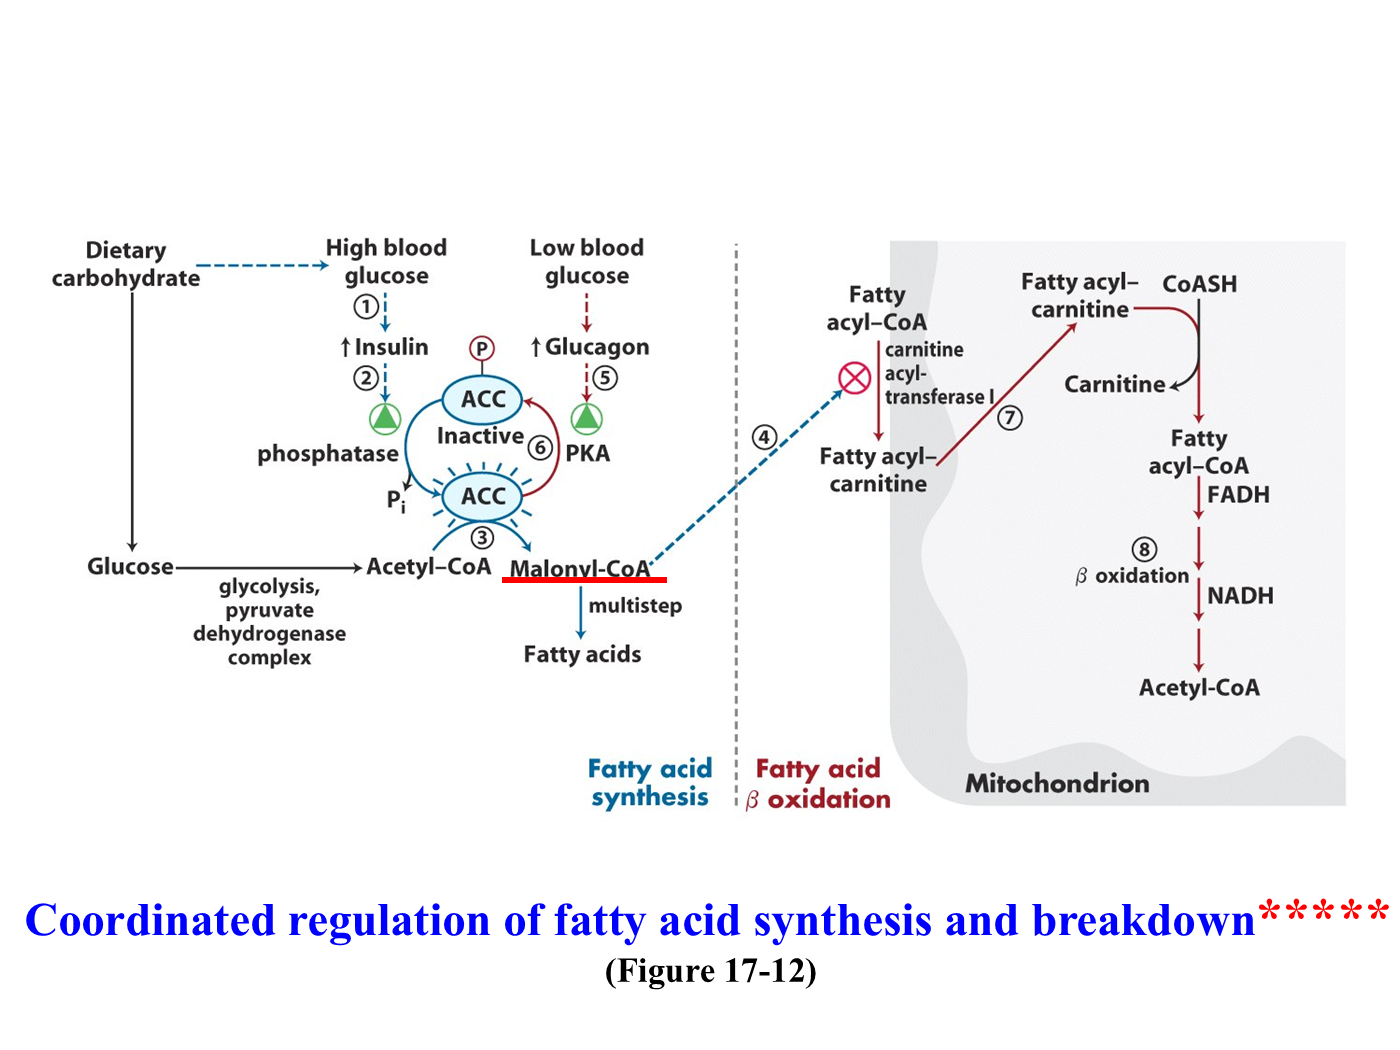 Dietary
carbohydrate
High blood
glucose
Low blood
glucose
①
↑Insulin
②
↑Glucagon
⑤
P
ACC
Inactive
⑥
phosphatase
PKA
Pi
ACC
③
Glucose
glycolysis,
pyruvate
dehydrogenase
complex
Acetyl–CoA
Malonyl-CoA
multistep
Fatty acids
④
Fatty
acyl–CoA
carnitine
acyl-
transferase I
Fatty acyl–
carnitine
⑦
Fatty acyl–
carnitine
CoASH
Carnitine
Fatty
acyl–CoA
FADH
⑧
β oxidation
NADH
Acetyl-CoA
Fatty acid
synthesis
Fatty acid
β oxidation
Mitochondrion
Coordinated regulation of fatty acid synthesis and breakdown*****
(Figure 17-12)